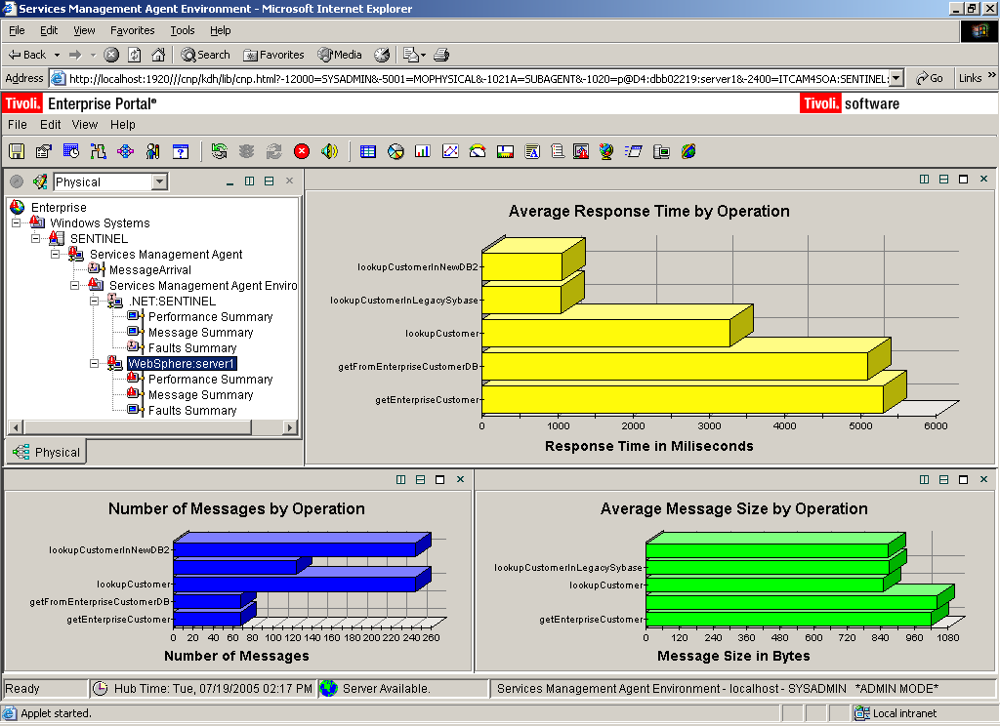 Services Management Agent Environment - Microsoft Internet Explorer
File Edit View Favorites Tools Help
Back Search Favorites Media
Address http://localhost:1920///cnp/kdh/lib/cnp.html?-12000=SYSADMIN&-5001=MOPHYSICAL&-1021A=SUBAGENT&-1020=p@D4:dbb02219:server1&-2400=ITCAM4SOA:SENTINEL: Go Links »
Tivoli. Enterprise Portal® Tivoli. software
File Edit View Help
Physical
Enterprise
Windows Systems
SENTINEL
Services Management Agent
MessageArrival
Services Management Agent Enviro
.NET:SENTINEL
Performance Summary
Message Summary
Faults Summary
WebSphere:server1
Performance Summary
Message Summary
Faults Summary
Physical
Average Response Time by Operation
lookupCustomerInNewDB2
lookupCustomerInLegacySybase
lookupCustomer
getFromEnterpriseCustomerDB
getEnterpriseCustomer
0 1000 2000 3000 4000 5000 6000
Response Time in Miliseconds
Number of Messages by Operation
lookupCustomerInNewDB2
lookupCustomer
getFromEnterpriseCustomerDB
getEnterpriseCustomer
0 20 40 60 80 100 120 140 160 180 200 220 240 260
Number of Messages
Average Message Size by Operation
lookupCustomerInLegacySybase
lookupCustomer
getEnterpriseCustomer
0 120 240 360 480 600 720 840 960 1080
Message Size in Bytes
Ready Hub Time: Tue, 07/19/2005 02:17 PM Server Available. Services Management Agent Environment - localhost - SYSADMIN *ADMIN MODE*
Applet started. Local intranet